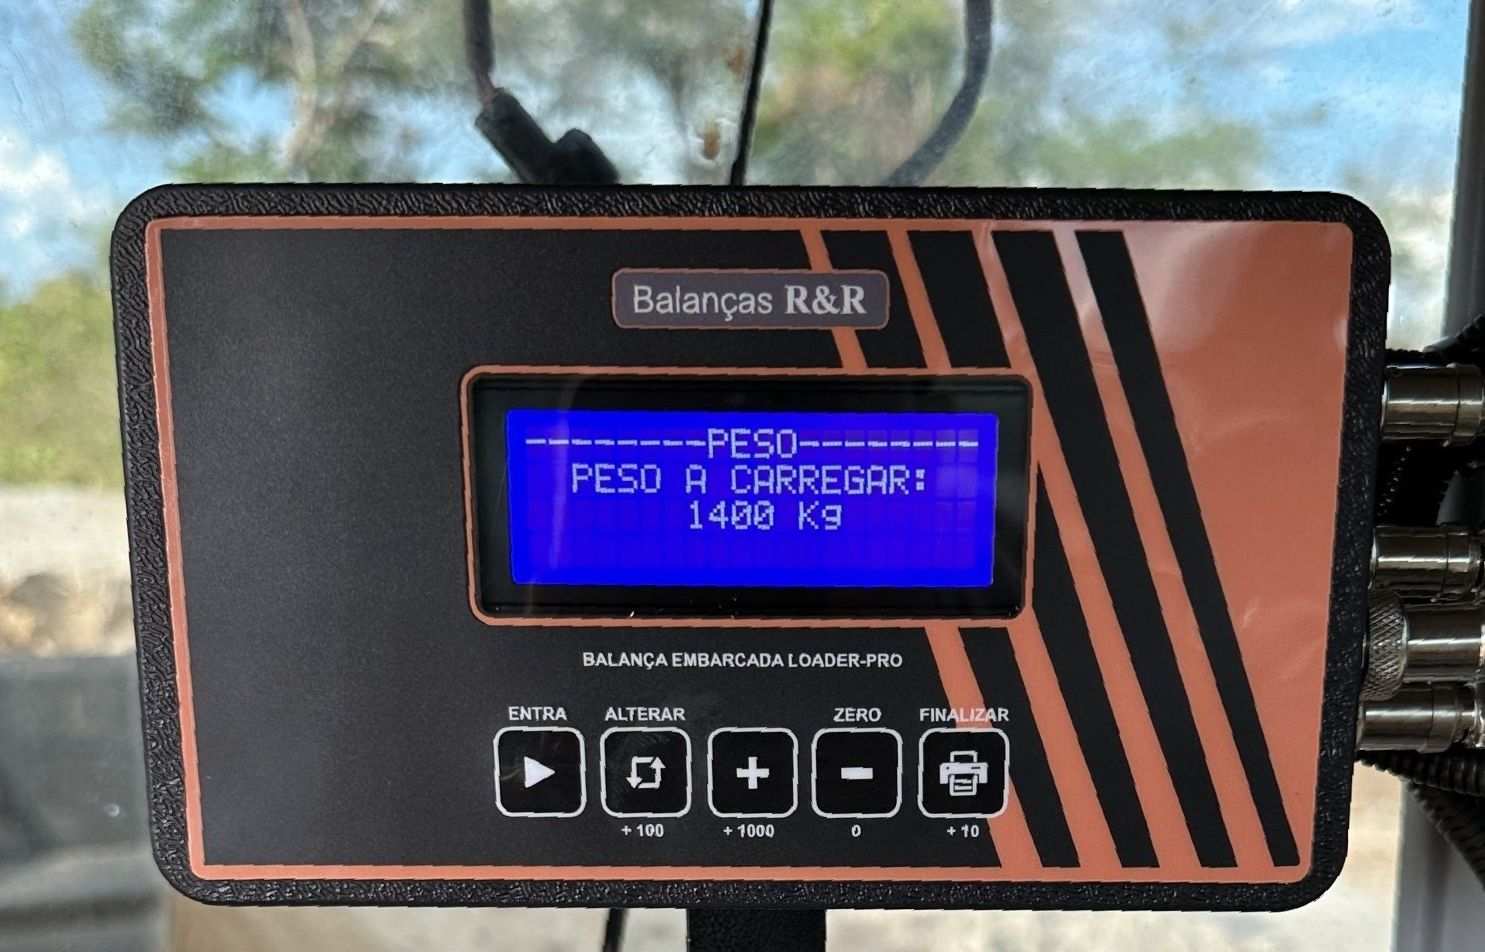 Balanças R&R
--------PESO--------
PESO A CARREGAR:
1400 Kg
BALANÇA EMBARCADA LOADER-PRO
ENTRA ALTERAR ZERO FINALIZAR
+100 +1000 0 +10